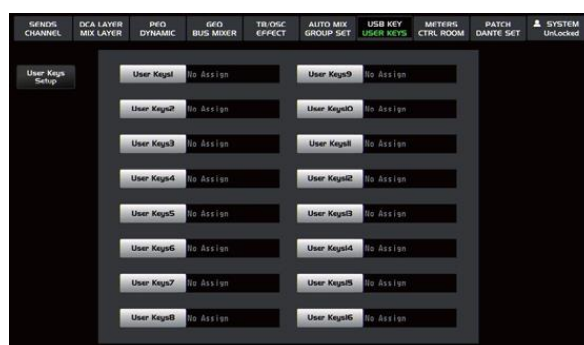 SENDS DCA LAYER PEQ GEQ TB/OSC AUTO MIX USB KEY METERS PATCH SYSTEM
CHANNEL MIX LAYER DYNAMIC BUS MIXER EFFECT GROUP SET USER KEYS CTRL ROOM DANTE SET UnLocked
User Keys
Setup
User Keys1 No Assign User Keys9 No Assign
User Keys2 No Assign User Keys10 No Assign
User Keys3 No Assign User Keys11 No Assign
User Keys4 No Assign User Keys12 No Assign
User Keys5 No Assign User Keys13 No Assign
User Keys6 No Assign User Keys14 No Assign
User Keys7 No Assign User Keys15 No Assign
User Keys8 No Assign User Keys16 No Assign